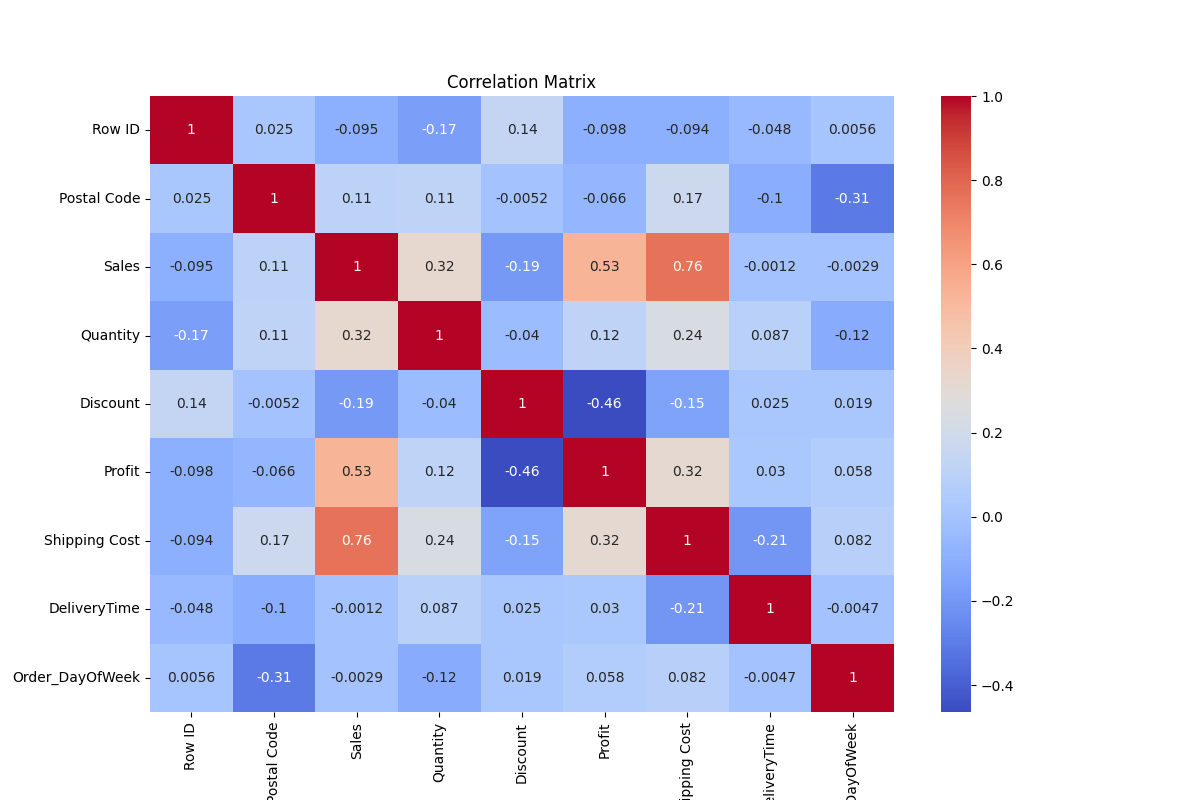 Correlation Matrix
Row ID 1 0.025 -0.095 -0.17 0.14 -0.098 -0.094 -0.048 0.0056
Postal Code 0.025 1 0.11 0.11 -0.0052 -0.066 0.17 -0.1 -0.31
Sales -0.095 0.11 1 0.32 -0.19 0.53 0.76 -0.0012 -0.0029
Quantity -0.17 0.11 0.32 1 -0.04 0.12 0.24 0.087 -0.12
Discount 0.14 -0.0052 -0.19 -0.04 1 -0.46 -0.15 0.025 0.019
Profit -0.098 -0.066 0.53 0.12 -0.46 1 0.32 0.03 0.058
Shipping Cost -0.094 0.17 0.76 0.24 -0.15 0.32 1 -0.21 0.082
DeliveryTime -0.048 -0.1 -0.0012 0.087 0.025 0.03 -0.21 1 -0.0047
Order_DayOfWeek 0.0056 -0.31 -0.0029 -0.12 0.019 0.058 0.082 -0.0047 1
Row ID
Postal Code
Sales
Quantity
Discount
Profit
ipping Cost
eliveryTime
DayOfWeek
1.0
0.8
0.6
0.4
0.2
0.0
−0.2
−0.4